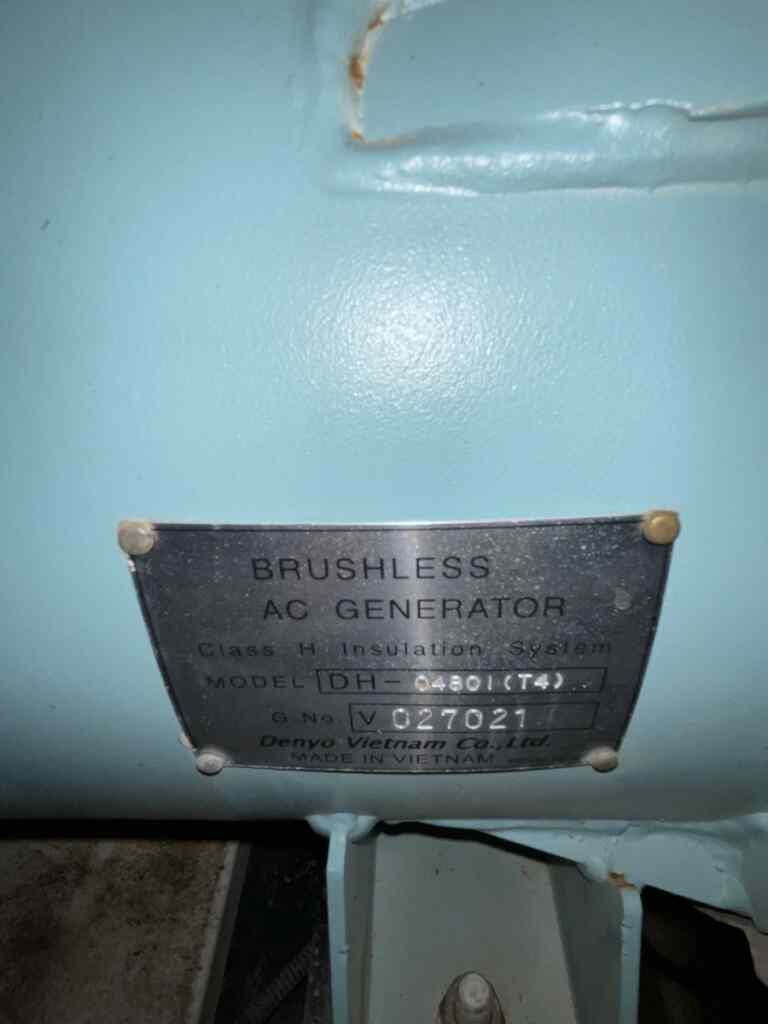 BRUSHLESS
AC GENERATOR
Class H Insulation System
MODEL DH- 0480I(T4)
G.No. V 027021
Denyo Vietnam Co.,Ltd.
MADE IN VIETNAM